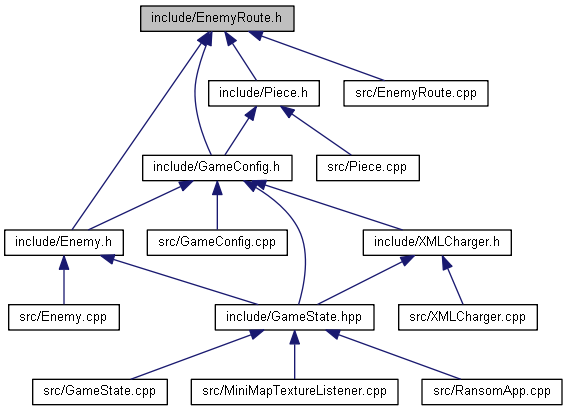 include/EnemyRoute.h
include/Piece.h
src/EnemyRoute.cpp
include/GameConfig.h
src/Piece.cpp
include/Enemy.h
src/GameConfig.cpp
include/XMLCharger.h
src/Enemy.cpp
include/GameState.hpp
src/XMLCharger.cpp
src/GameState.cpp
src/MiniMapTextureListener.cpp
src/RansomApp.cpp